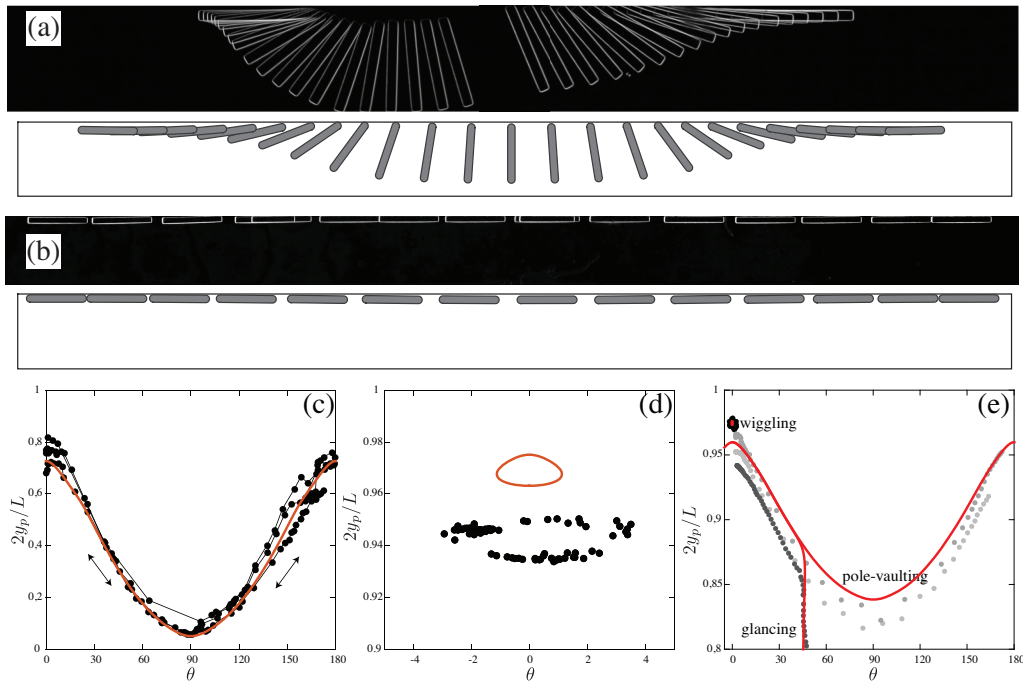 (a)
(b)
(c)
1
0.8
0.6
0.4
0.2
0
2y_p/L
0 30 60 90 120 150 180
θ
(d)
1
0.98
0.96
0.94
0.92
0.9
2y_p/L
-4 -2 0 2 4
θ
(e)
1
0.95
0.9
0.85
0.8
2y_p/L
wiggling
pole-vaulting
glancing
0 30 60 90 120 150 180
θ